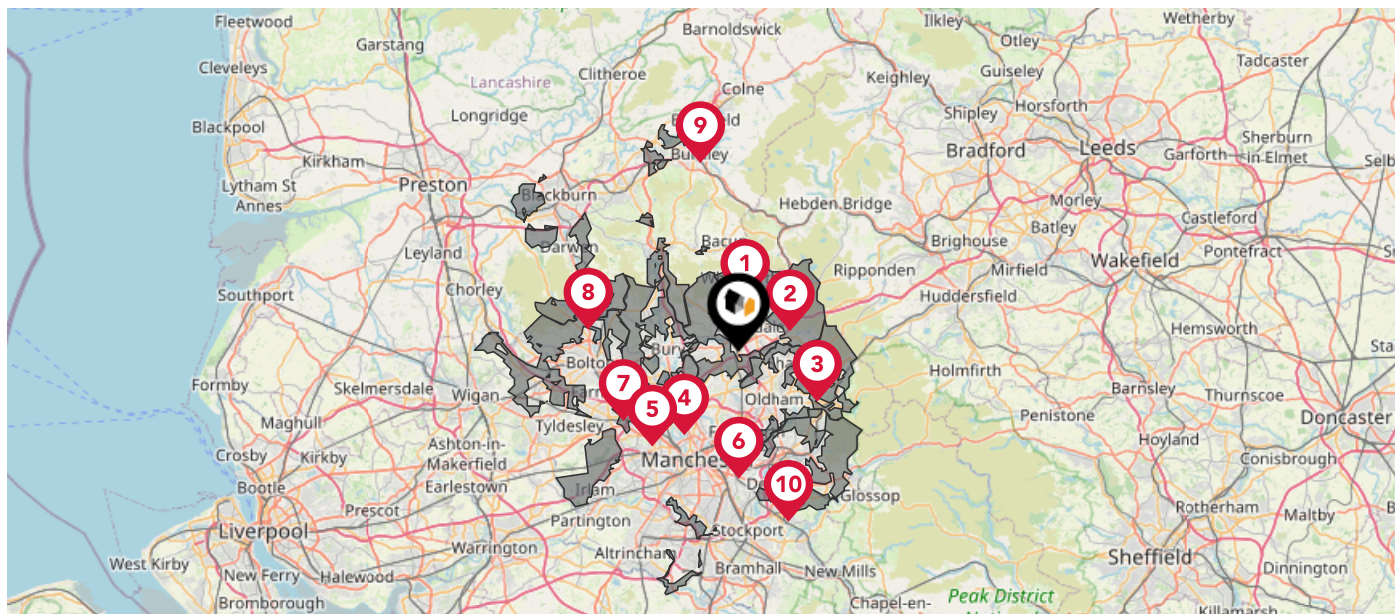 Fleetwood
Barnoldswick
Ilkley
Wetherby
Garstang
Otley
Cleveleys
Lancashire
Clitheroe
Keighley
Guiseley
Tadcaster
Colne
Longridge
Shipley
Horsforth
Blackpool
9
Sherburn
in-Elmet
Kirkham
Bradford
Leeds
Garforth
Preston
Lytham St
Annes
Blackburn
Hebden Bridge
Morley
Batley
Castleford
Leyland
Darwen
Brighouse
Pontefract
1
Wakefield
Ripponden
Mirfield
Chorley
8
2
Southport
Huddersfield
Hemsworth
Bury
3
Holmfirth
Formby
Skelmersdale
7
Barnsley
Thurnscoe
Wigan
5
4
Oldham
Penistone
Doncaster
Maghull
Tyldesley
6
Hoyland
Crosby
Kirkby
Ashton-in-
Makerfield
Conisbrough
Bootle
Earlestown
Irlam
10
Glossop
Prescot
Partington
Rotherham
Maltby
Liverpool
Stockport
West Kirby
Warrington
Altrincham
Sheffield
New Ferry
Halewood
Bramhall
New Mills
Dinnington
Bromborough
Chapel-en-
Peak District
Killamarsh